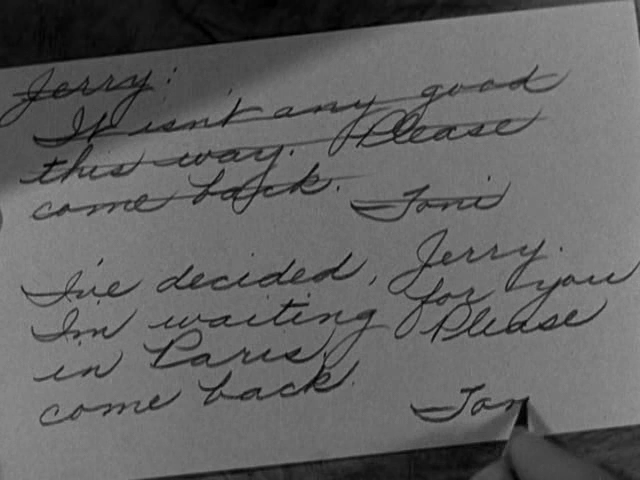 Jerry:
It isn't any good
this way. Please
come back.
Toni
I've decided, Jerry.
I'm waiting for you
in Paris. Please
come back.
Ton